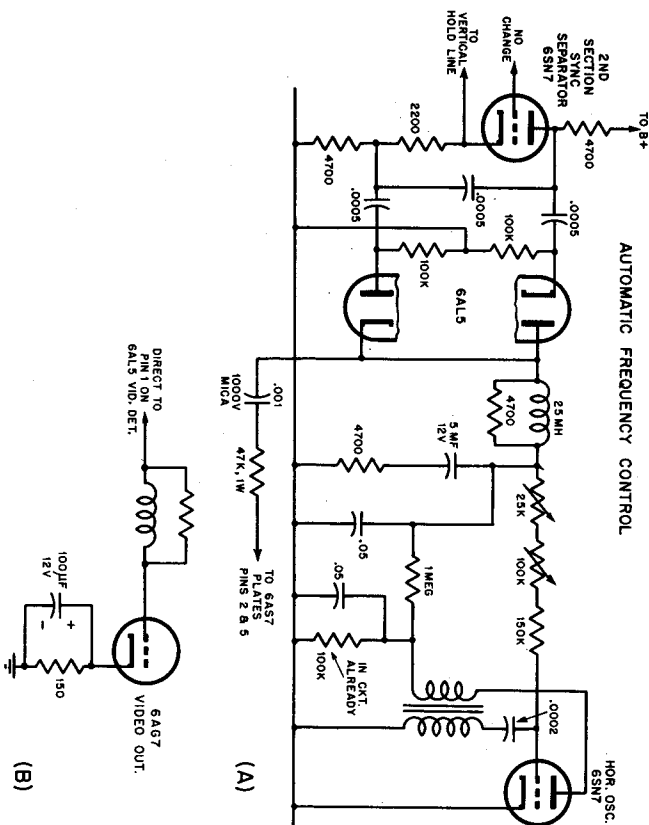 AUTOMATIC FREQUENCY CONTROL
TO B+
4700
2ND
SECTION
SYNC
SEPARATOR
6SN7
NO
CHANGE
TO
VERTICAL
HOLD LINE
2200
4700
.0005
.0005
.0005
100K
100K
6AL5
25MH
4700
5 MF
12V
4700
25K
100K
150K
.0002
HOR. OSC.
6SN7
1 MEG
.05
.05
IN CKT.
ALREADY
100K
.001
1000V
MICA
47K, 1W
TO 6AS7
PLATES
PINS 2 & 5
(A)
DIRECT TO
PIN 1 ON
6AL5 VID. DET.
100µF
12V
-
+
150
6AG7
VIDEO OUT.
(B)